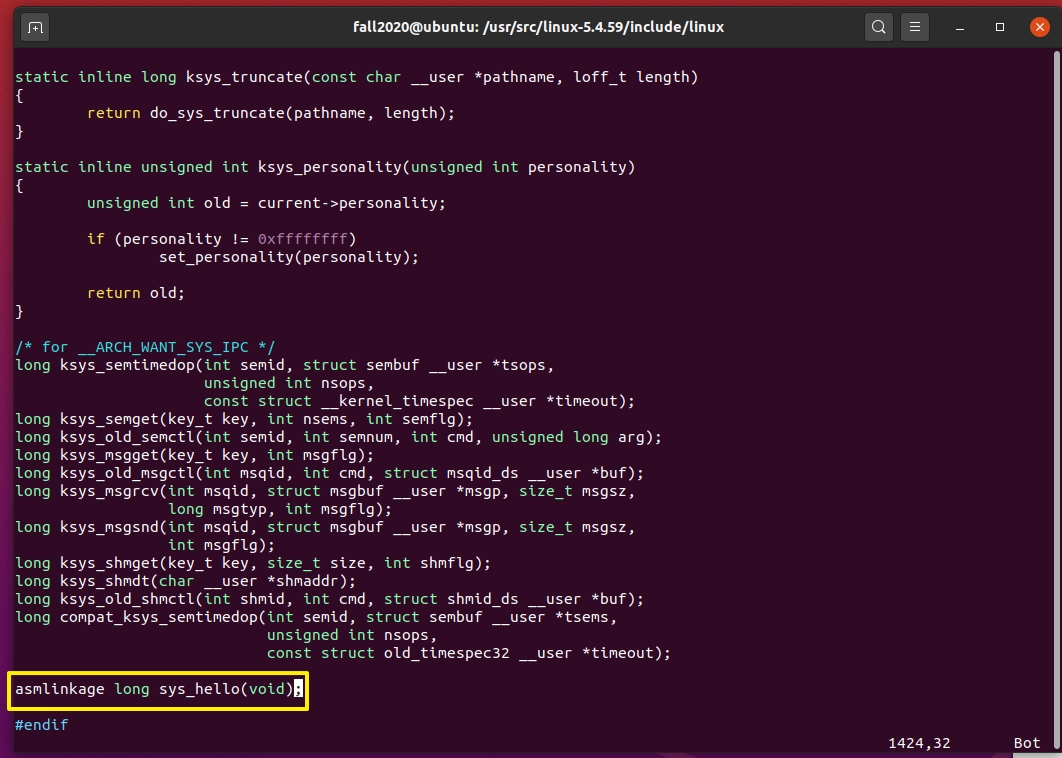 fall2020@ubuntu: /usr/src/linux-5.4.59/include/linux
static inline long ksys_truncate(const char __user *pathname, loff_t length)
{
        return do_sys_truncate(pathname, length);
}
static inline unsigned int ksys_personality(unsigned int personality)
{
        unsigned int old = current->personality;
        if (personality != 0xffffffff)
                set_personality(personality);
        return old;
}
/* for __ARCH_WANT_SYS_IPC */
long ksys_semtimedop(int semid, struct sembuf __user *tsops,
                     unsigned int nsops,
                     const struct __kernel_timespec __user *timeout);
long ksys_semget(key_t key, int nsems, int semflg);
long ksys_old_semctl(int semid, int semnum, int cmd, unsigned long arg);
long ksys_msgget(key_t key, int msgflg);
long ksys_old_msgctl(int msqid, int cmd, struct msqid_ds __user *buf);
long ksys_msgrcv(int msqid, struct msgbuf __user *msgp, size_t msgsz,
                 long msgtyp, int msgflg);
long ksys_msgsnd(int msqid, struct msgbuf __user *msgp, size_t msgsz,
                 int msgflg);
long ksys_shmget(key_t key, size_t size, int shmflg);
long ksys_shmdt(char __user *shmaddr);
long ksys_old_shmctl(int shmid, int cmd, struct shmid_ds __user *buf);
long compat_ksys_semtimedop(int semid, struct sembuf __user *tsems,
                            unsigned int nsops,
                            const struct old_timespec32 __user *timeout);
asmlinkage long sys_hello(void);
#endif
1424,32 Bot